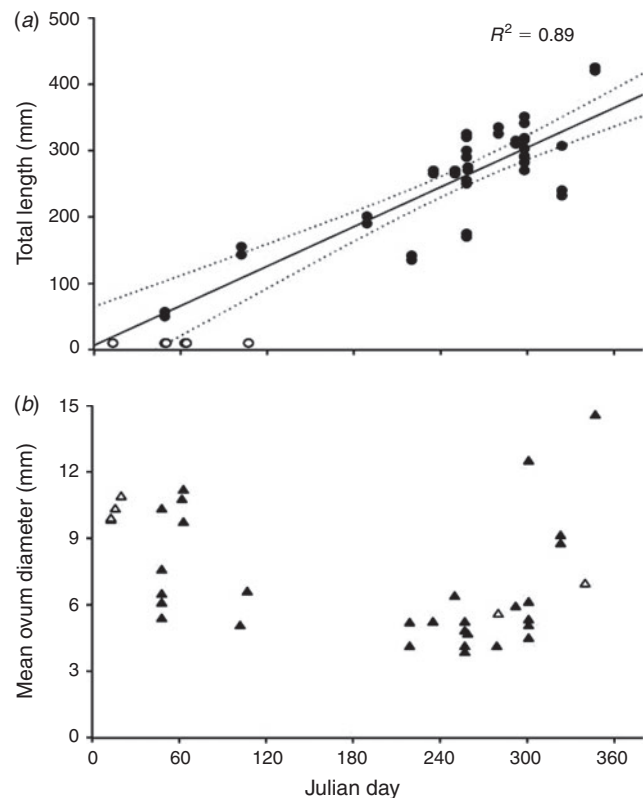 (a)
R² = 0.89
500
400
300
200
100
0
Total length (mm)
(b)
15
12
9
6
3
0
Mean ovum diameter (mm)
0 60 120 180 240 300 360
Julian day